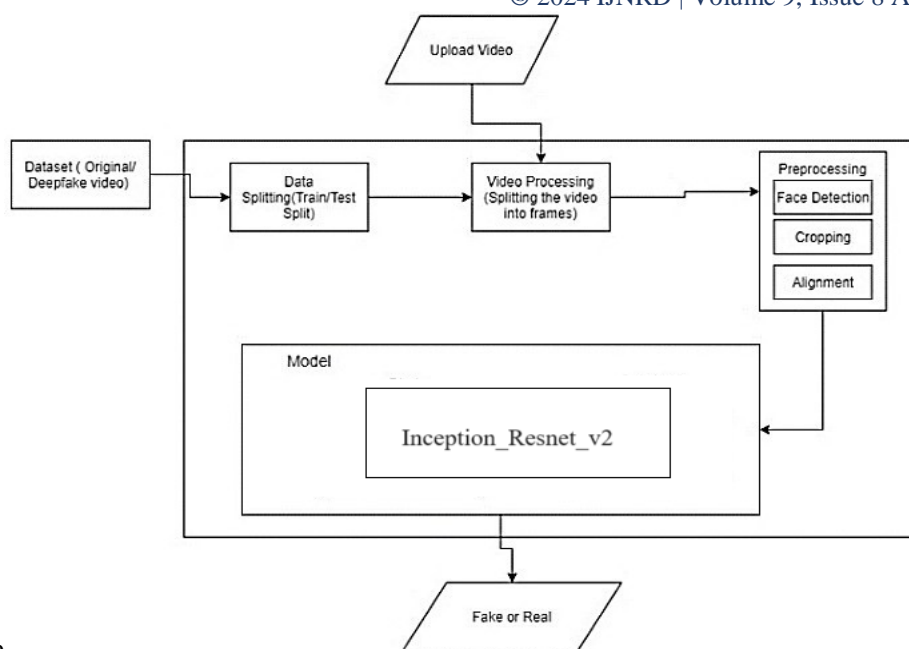 © 2024 IJNRD | Volume 9, Issue 8 A
Upload Video
Dataset ( Original/
Deepfake video)
Data
Splitting(Train/Test
Split)
Video Processing
(Splitting the video
into frames)
Preprocessing
Face Detection
Cropping
Alignment
Model
Inception_Resnet_v2
Fake or Real